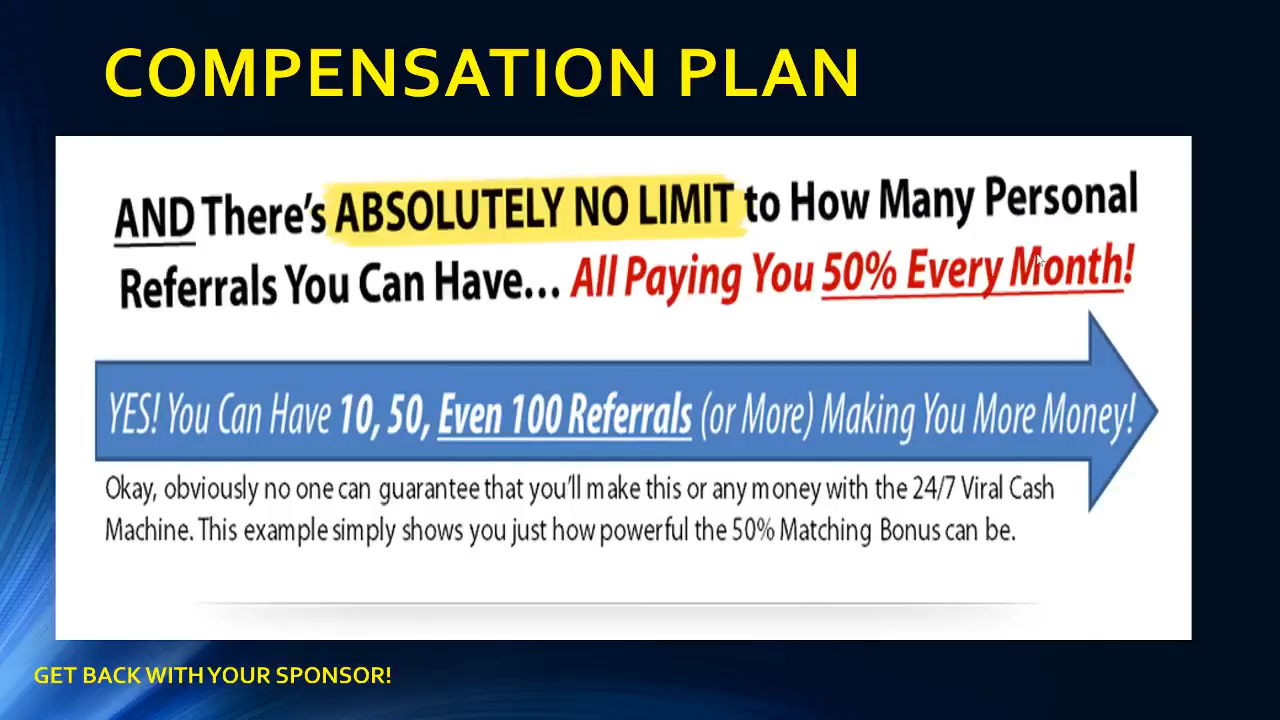 COMPENSATION PLAN
AND There's ABSOLUTELY NO LIMIT to How Many Personal
Referrals You Can Have... All Paying You 50% Every Month!
YES! You Can Have 10, 50, Even 100 Referrals (or More) Making You More Money!
Okay, obviously no one can guarantee that you'll make this or any money with the 24/7 Viral Cash
Machine. This example simply shows you just how powerful the 50% Matching Bonus can be.
GET BACK WITH YOUR SPONSOR!